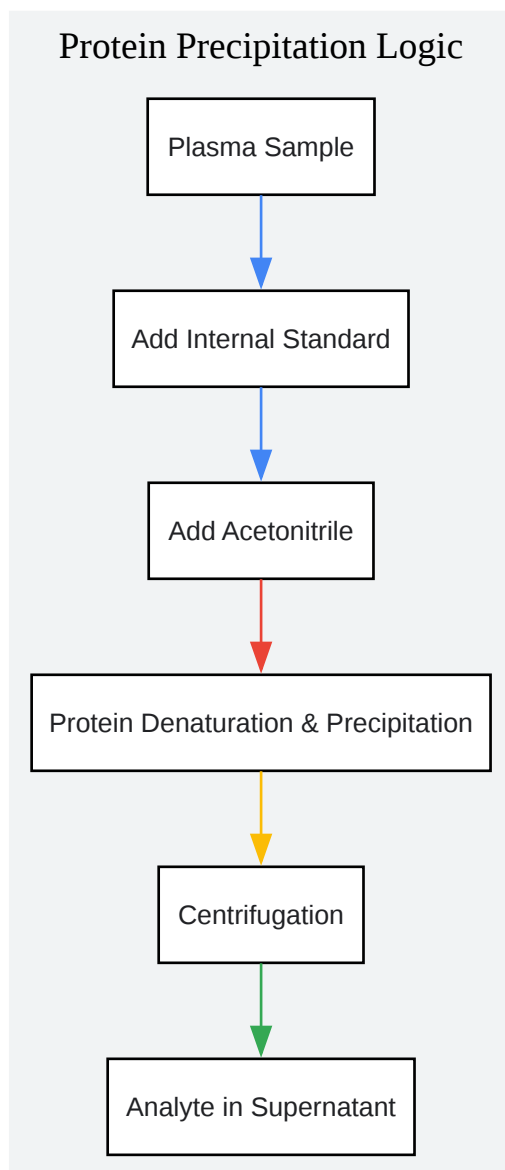 Protein Precipitation Logic
Plasma Sample
Add Internal Standard
Add Acetonitrile
Protein Denaturation & Precipitation
Centrifugation
Analyte in Supernatant